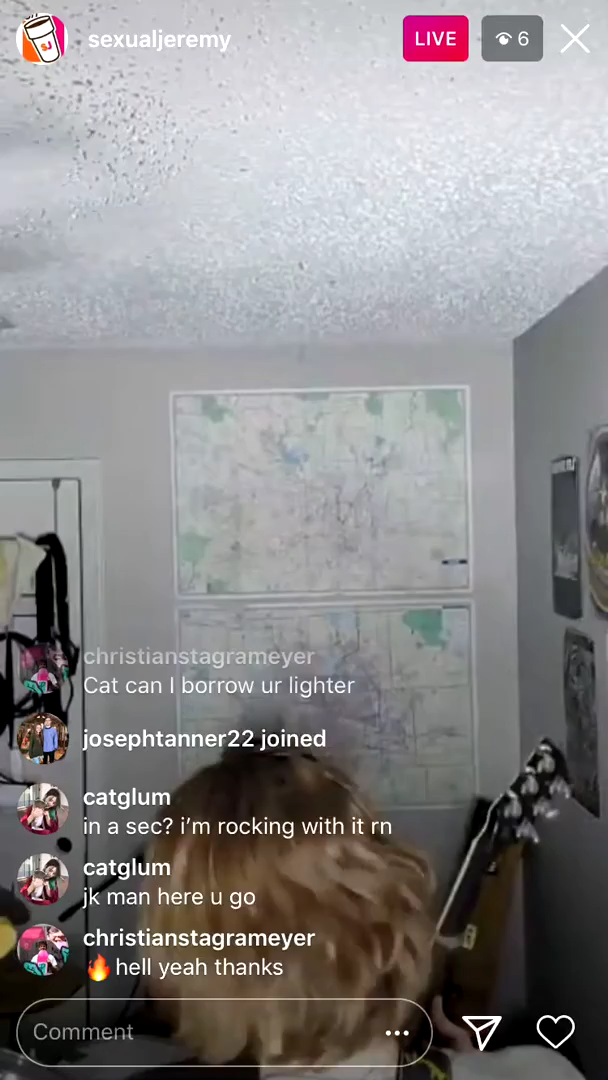 sexualjeremy
LIVE
6
SJ
christianstagrameyer
Cat can I borrow ur lighter
josephtanner22 joined
catglum
in a sec? i’m rocking with it rn
catglum
jk man here u go
christianstagrameyer
🔥hell yeah thanks
Comment